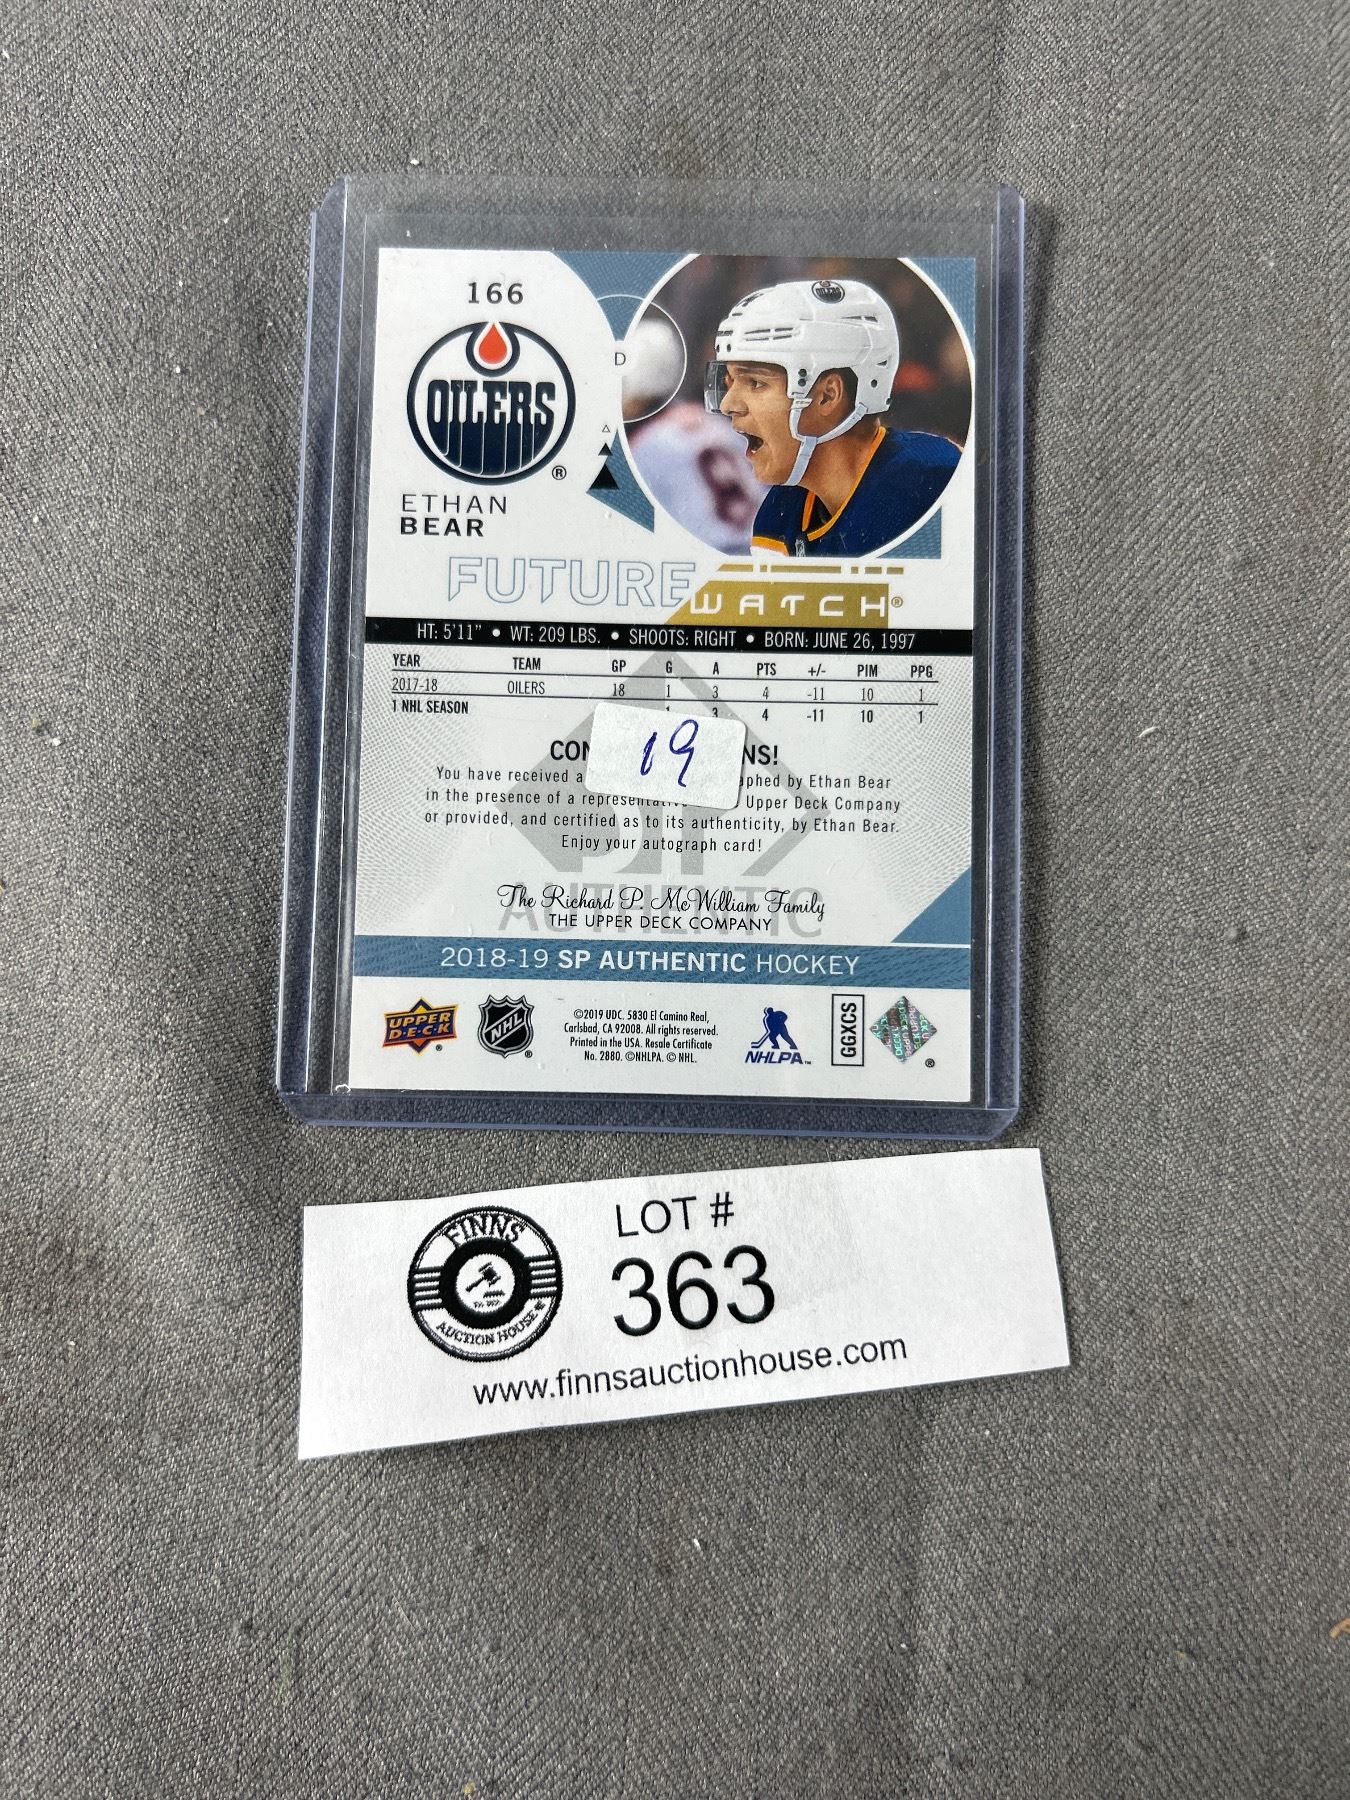 166
OILERS
OILERS
®
D
ETHAN
BEAR
FUTURE
WATCH®
HT: 5'11" • WT: 209 LBS. • SHOOTS: RIGHT • BORN: JUNE 26, 1997
YEAR TEAM GP G A PTS +/- PIM PPG
2017-18 OILERS 18 1 3 4 -11 10 1
1 NHL SEASON 1 3 4 -11 10 1
19
You have received a by Ethan Bear
in the presence of a Upper Deck Company
or provided, and certified as to its authenticity, by Ethan Bear.
Enjoy your autograph card!
The Richard P. McWilliam Family
THE UPPER DECK COMPANY
AUTHENTIC
2018-19 SP AUTHENTIC HOCKEY
UPPER
D·E·C·K
®
NHL
®
©2019 UDC. 5830 El Camino Real,
Carlsbad, CA 92008. All rights reserved.
Printed in the USA. Resale Certificate
No. 2880. ©NHLPA. © NHL.
NHLPA™
GGXCS
®
FINNS
AUCTION HOUSE
LOT #
363
www.finnsauctionhouse.com